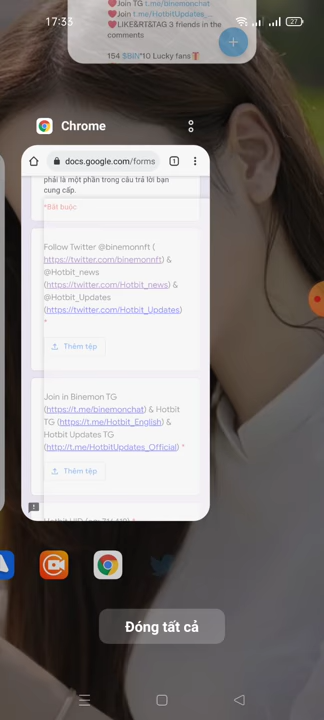 17:33
27
❤Join TG t.me/binemonchat
❤Join t.me/HotbitUpdates_
❤LIKE&RT&TAG 3 friends in the
comments
154 $BIN*10 Lucky fans
Chrome
docs.google.com/forms
1
phải là một phần trong câu trả lời bạn
cung cấp.
*Bắt buộc
Follow Twitter @binemonnft (
https://twitter.com/binemonnft) &
@Hotbit_news
(https://twitter.com/Hotbit_news) &
@Hotbit_Updates
(https://twitter.com/Hotbit_Updates)
*
Thêm tệp
Join in Binemon TG
(https://t.me/binemonchat) & Hotbit
TG (https://t.me/Hotbit_English) &
Hotbit Updates TG
(http://t.me/HotbitUpdates_Official) *
Thêm tệp
Đóng tất cả